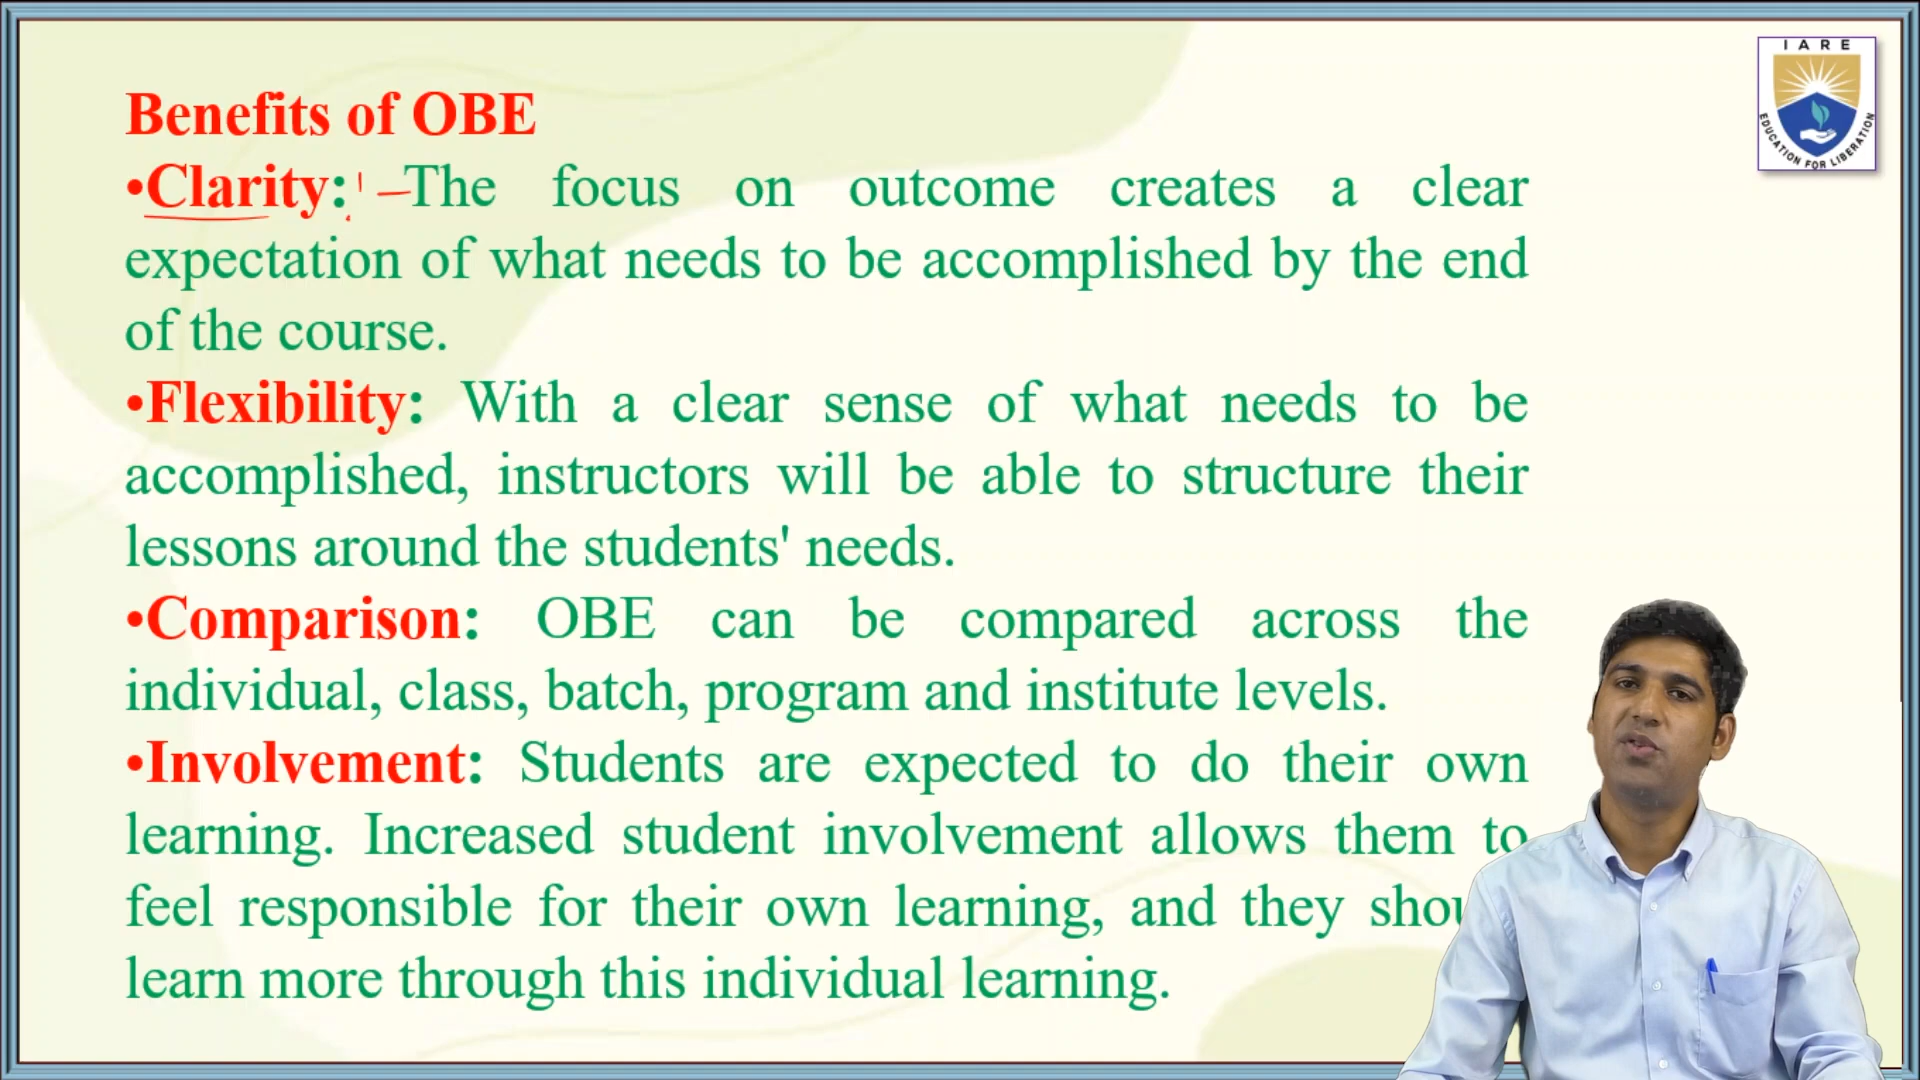 IARE
EDUCATION FOR LIBERATION
Benefits of OBE
•Clarity: The focus on outcome creates a clear
expectation of what needs to be accomplished by the end
of the course.
•Flexibility: With a clear sense of what needs to be
accomplished, instructors will be able to structure their
lessons around the students' needs.
•Comparison: OBE can be compared across the
individual, class, batch, program and institute levels.
•Involvement: Students are expected to do their own
learning. Increased student involvement allows them to
feel responsible for their own learning, and they
learn more through this individual learning.